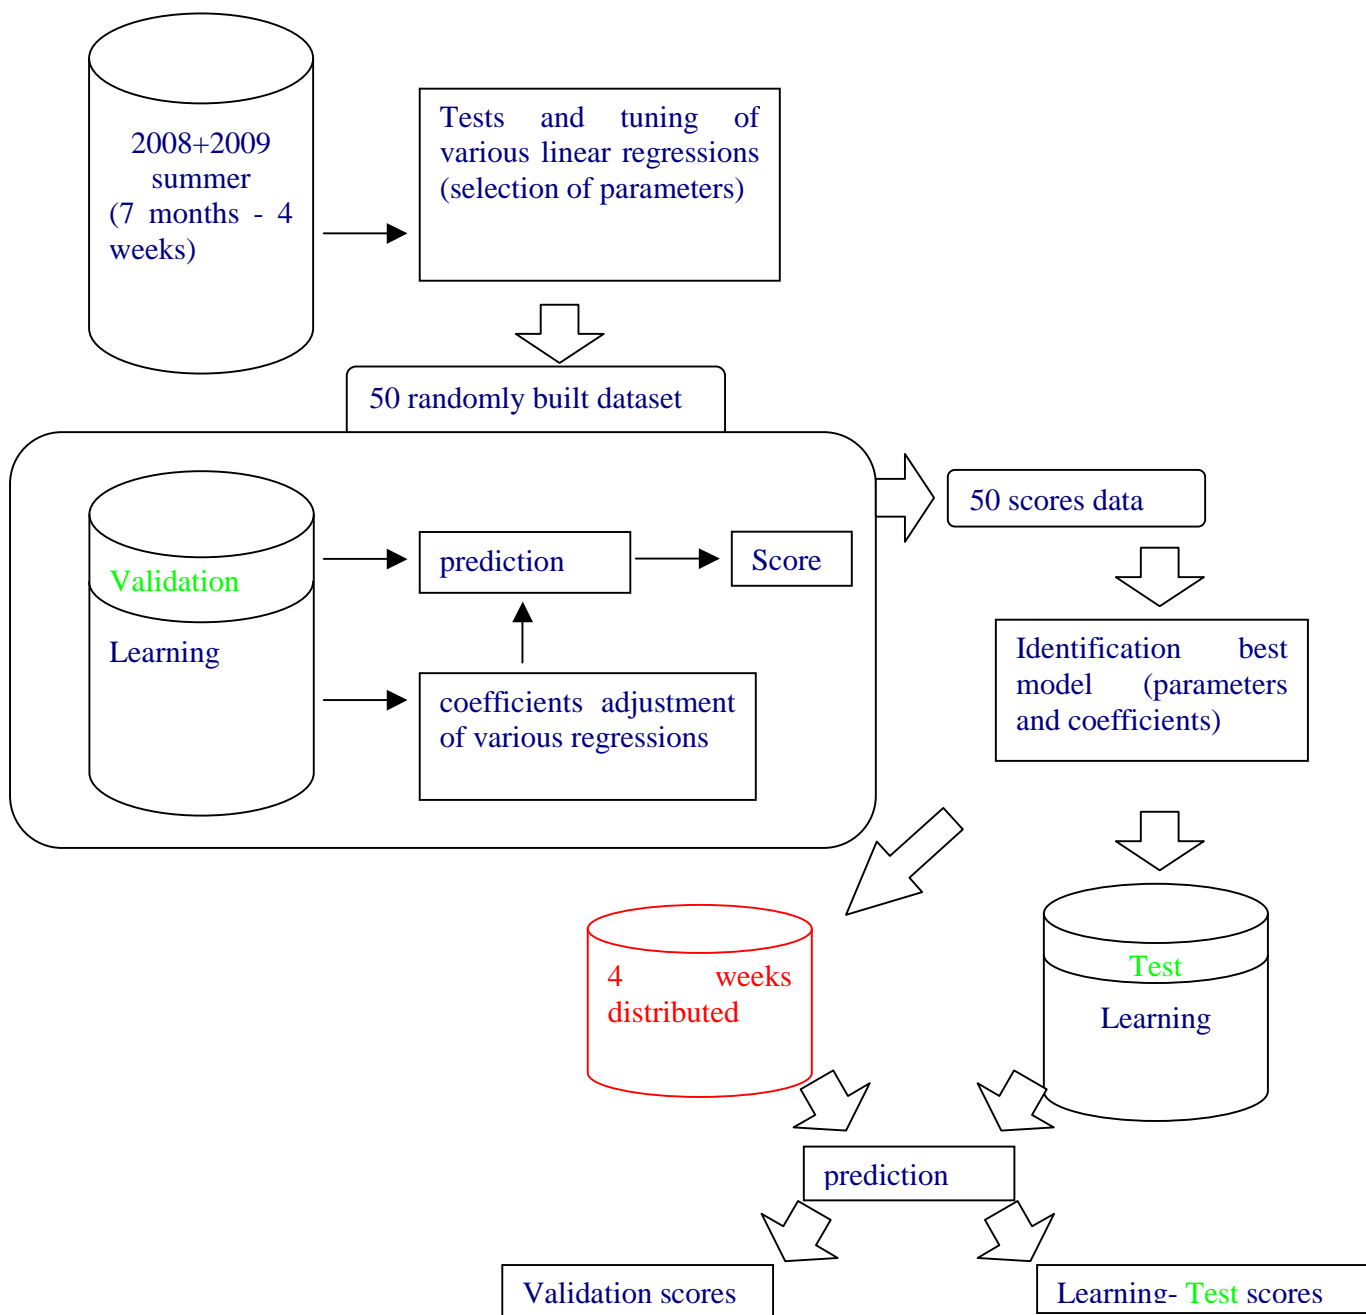 2008+2009
summer
(7 months - 4
weeks)
Tests and tuning of
various linear regressions
(selection of parameters)
50 randomly built dataset
Validation
Learning
prediction
Score
coefficients adjustment
of various regressions
50 scores data
Identification best
model (parameters
and coefficients)
4 weeks
distributed
Test
Learning
prediction
Validation scores
Learning- Test scores